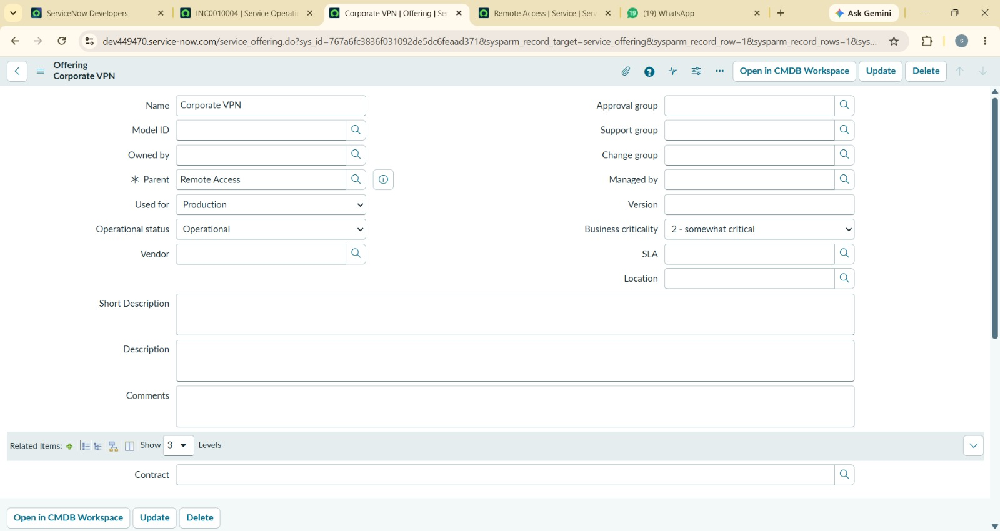 ServiceNow Developers
INC0010004 | Service Operatic
Corporate VPN | Offering | Ser
Remote Access | Service | Serv
19 (19) WhatsApp
Ask Gemini
dev449470.service-now.com/service_offering.do?sys_id=767a6fc3836f031092de5dc6feaad371&sysparm_record_target=service_offering&sysparm_record_row=1&sysparm_record_rows=1&sys...
S
Offering
Corporate VPN
Open in CMDB Workspace
Update
Delete
Name Corporate VPN
Approval group
Model ID
Support group
Owned by
Change group
Parent Remote Access
Managed by
Used for Production
Version
Operational status Operational
Business criticality 2 - somewhat critical
Vendor
SLA
Location
Short Description
Description
Comments
Related Items: Show 3 Levels
Contract
Open in CMDB Workspace
Update
Delete